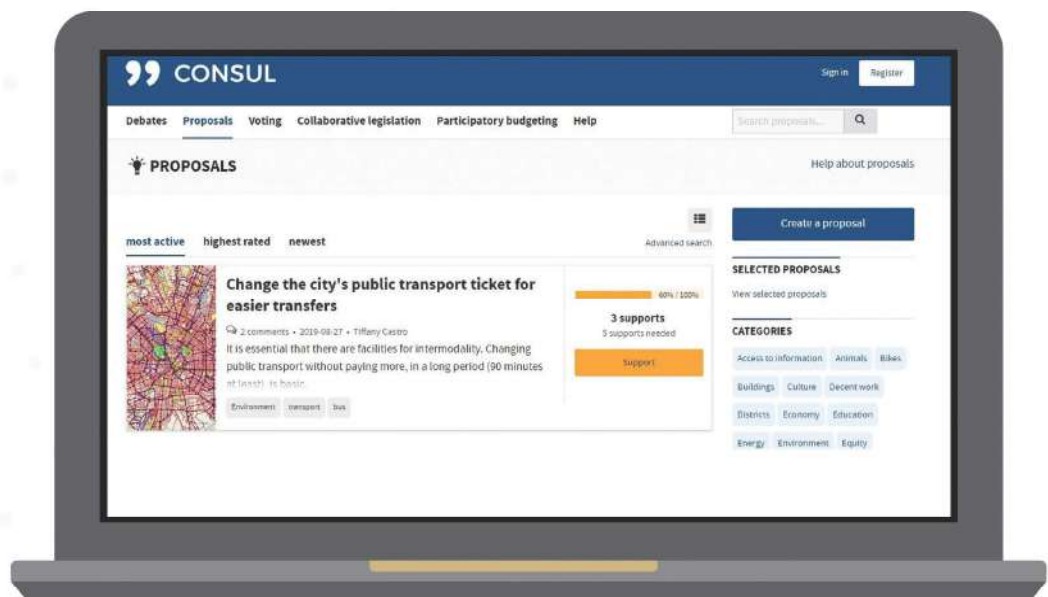 CONSUL
Sign in Register
Debates Proposals Voting Collaborative legislation Participatory budgeting Help
Search proposals...
PROPOSALS
Help about proposals
most active highest rated newest
Advanced search
Change the city's public transport ticket for
easier transfers
2 comments • 2019-08-27 • Tiffany Castro
It is essential that there are facilities for intermodality. Changing
public transport without paying more, in a long period (90 minutes
at least), is basic.
Environment transport bus
60% / 100%
3 supports
5 supports needed
Support
Create a proposal
SELECTED PROPOSALS
View selected proposals
CATEGORIES
Access to information Animals Bikes
Buildings Culture Decent work
Districts Economy Education
Energy Environment Equity